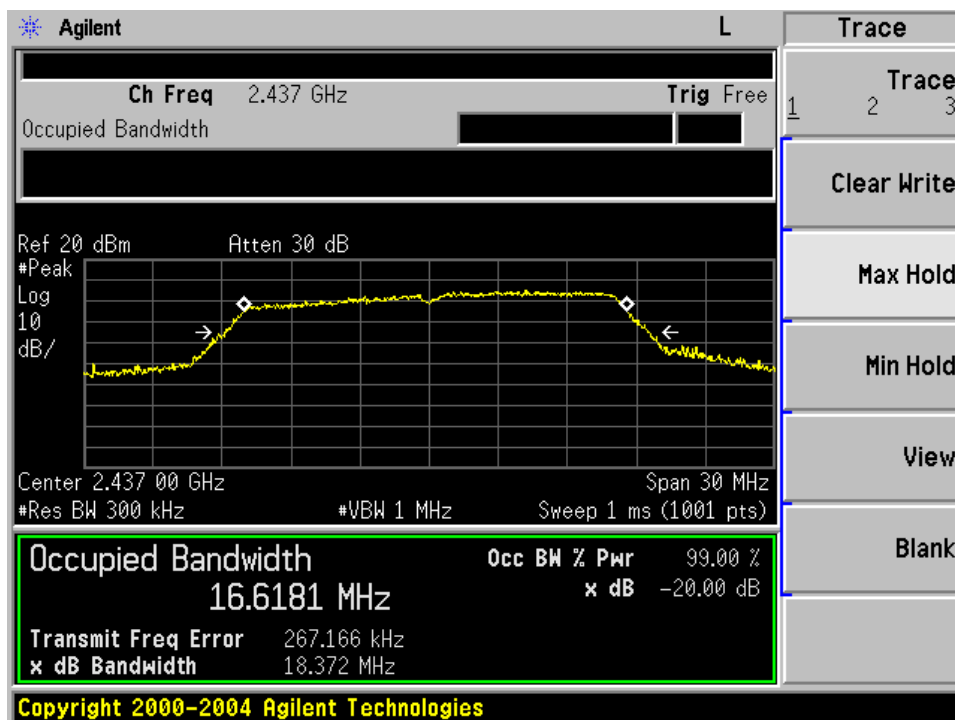 Agilent L Trace
Ch Freq 2.437 GHz Trig Free
Occupied Bandwidth
Trace
1 2 3
Clear Write
Max Hold
Min Hold
View
Blank
Ref 20 dBm Atten 30 dB
#Peak
Log
10
dB/
Center 2.437 00 GHz Span 30 MHz
#Res BW 300 kHz #VBW 1 MHz Sweep 1 ms (1001 pts)
Occupied Bandwidth Occ BW % Pwr 99.00 %
16.6181 MHz x dB -20.00 dB
Transmit Freq Error 267.166 kHz
x dB Bandwidth 18.372 MHz
Copyright 2000-2004 Agilent Technologies